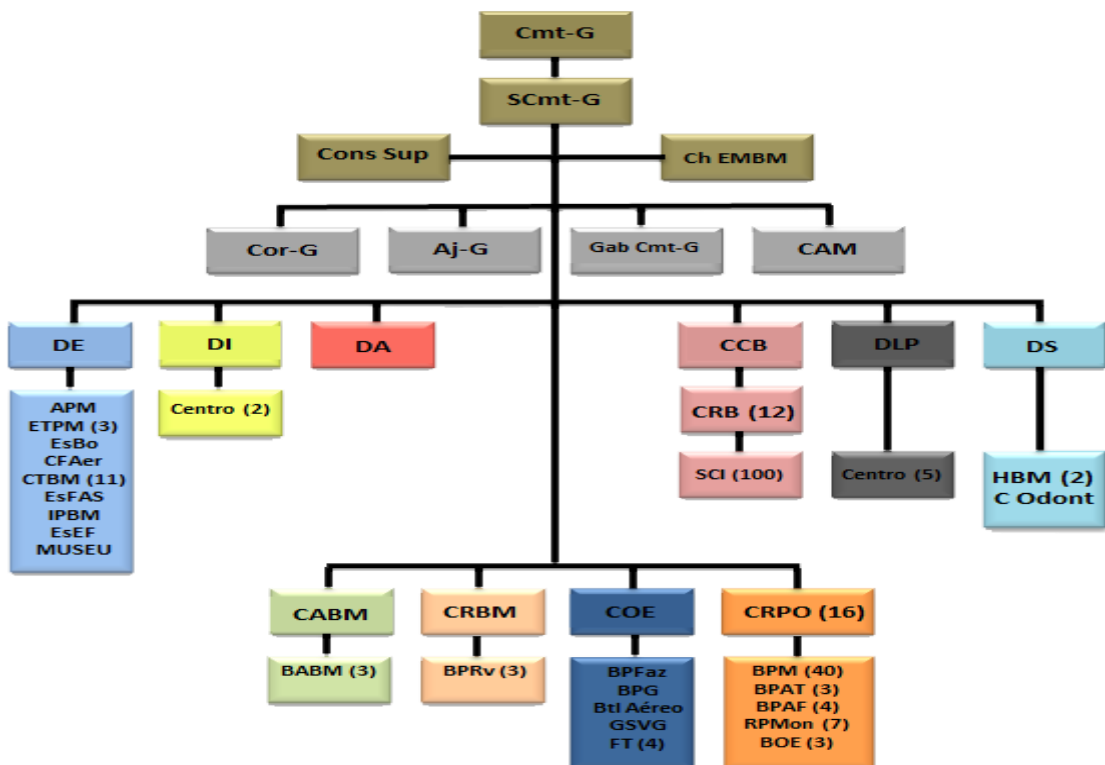 Cmt-G
SCmt-G
Cons Sup
Ch EMBM
Cor-G
Aj-G
Gab Cmt-G
CAM
DE
DI
DA
CCB
DLP
DS
APM
ETPM (3)
EsBo
CFAer
CTBM (11)
EsFAS
IPBM
EsEF
MUSEU
Centro (2)
CRB (12)
SCI (100)
Centro (5)
HBM (2)
C Odont
CABM
CRBM
COE
CRPO (16)
BABM (3)
BPRv (3)
BPFaz
BPG
Btl Aéreo
GSVG
FT (4)
BPM (40)
BPAT (3)
BPAF (4)
RPMon (7)
BOE (3)